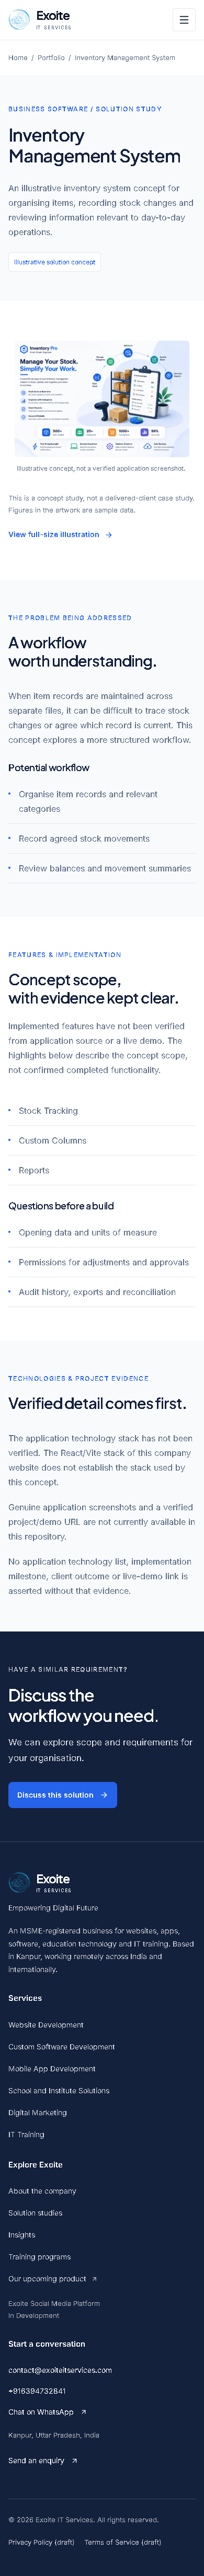 Exoite
IT SERVICES
Home / Portfolio / Inventory Management System
BUSINESS SOFTWARE / SOLUTION STUDY
Inventory
Management System
An illustrative inventory system concept for
organising items, recording stock changes and
reviewing information relevant to day-to-day
operations.
Illustrative solution concept
Inventory Pro
Manage Your Stock.
Simplify Your Work.
Illustrative concept, not a verified application screenshot.
This is a concept study, not a delivered-client case study.
Figures in the artwork are sample data.
View full-size illustration →
THE PROBLEM BEING ADDRESSED
A workflow
worth understanding.
When item records are maintained across
separate files, it can be difficult to trace stock
changes or agree which record is current. This
concept explores a more structured workflow.
Potential workflow
• Organise item records and relevant
categories
• Record agreed stock movements
• Review balances and movement summaries
FEATURES & IMPLEMENTATION
Concept scope,
with evidence kept clear.
Implemented features have not been verified
from application source or a live demo. The
highlights below describe the concept scope,
not confirmed completed functionality.
• Stock Tracking
• Custom Columns
• Reports
Questions before a build
• Opening data and units of measure
• Permissions for adjustments and approvals
• Audit history, exports and reconciliation
TECHNOLOGIES & PROJECT EVIDENCE
Verified detail comes first.
The application technology stack has not been
verified. The React/Vite stack of this company
website does not establish the stack used by
this concept.
Genuine application screenshots and a verified
project/demo URL are not currently available in
this repository.
No application technology list, implementation
milestone, client outcome or live-demo link is
asserted without that evidence.
HAVE A SIMILAR REQUIREMENT?
Discuss the
workflow you need.
We can explore scope and requirements for
your organisation.
Discuss this solution →
Exoite
IT SERVICES
Empowering Digital Future
An MSME-registered business for websites, apps,
software, education technology and IT training. Based
in Kanpur, working remotely across India and
internationally.
Services
Website Development
Custom Software Development
Mobile App Development
School and Institute Solutions
Digital Marketing
IT Training
Explore Exoite
About the company
Solution studies
Insights
Training programs
Our upcoming product ↗
Exoite Social Media Platform
In Development
Start a conversation
contact@exoiteitservices.com
+916394732841
Chat on WhatsApp ↗
Kanpur, Uttar Pradesh, India
Send an enquiry ↗
© 2026 Exoite IT Services. All rights reserved.
Privacy Policy (draft) Terms of Service (draft)